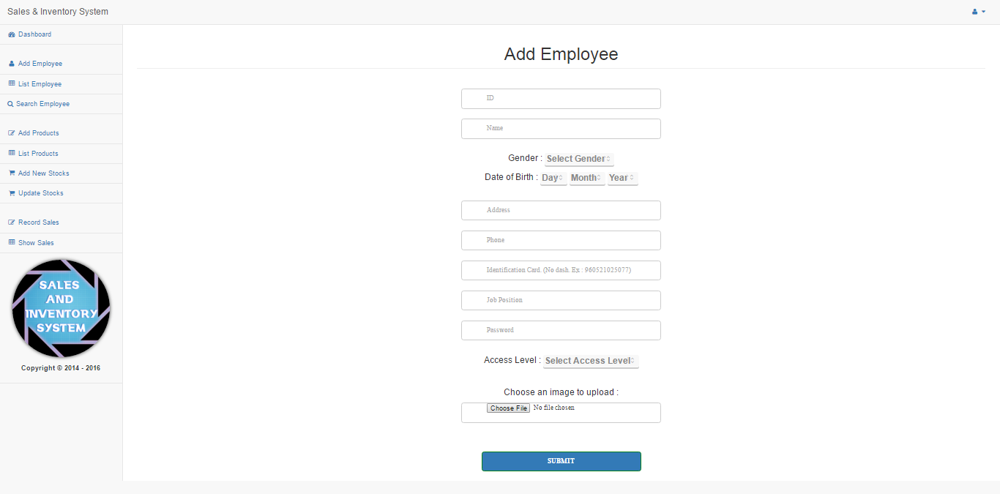 Sales & Inventory System
Dashboard
Add Employee
List Employee
Search Employee
Add Products
List Products
Add New Stocks
Update Stocks
Record Sales
Show Sales
SALES
AND
INVENTORY
SYSTEM
Copyright © 2014 - 2016
Add Employee
ID
Name
Gender : Select Gender
Date of Birth : Day Month Year
Address
Phone
Identification Card. (No dash. Ex : 960521025077)
Job Position
Password
Access Level : Select Access Level
Choose an image to upload :
Choose File No file chosen
SUBMIT